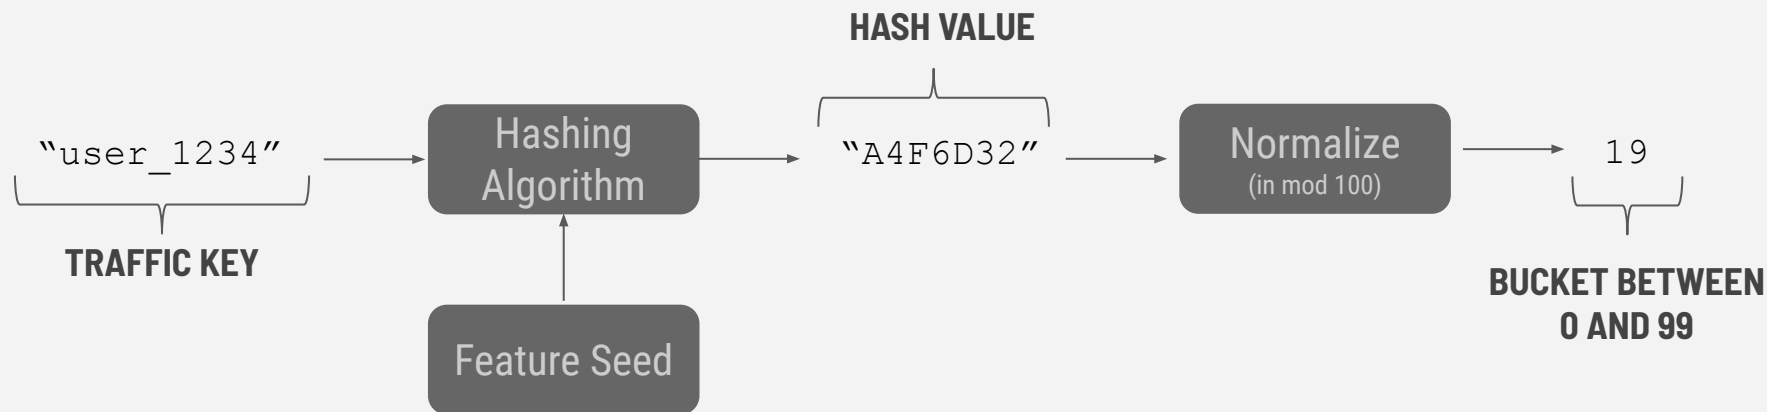 HASH VALUE
“user_1234”
Hashing
Algorithm
“A4F6D32”
Normalize
(in mod 100)
19
TRAFFIC KEY
BUCKET BETWEEN
0 AND 99
Feature Seed